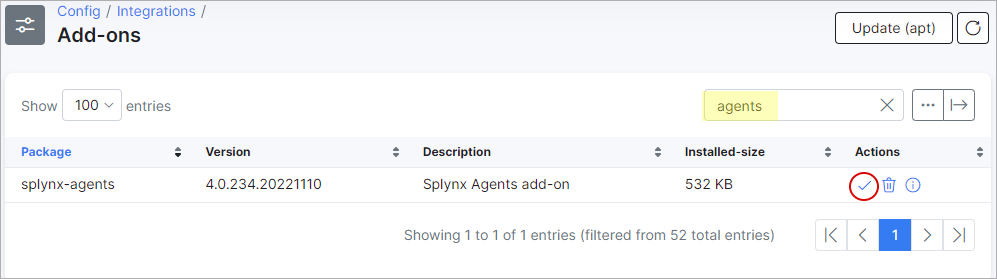 Config / Integrations /
Add-ons
Update (apt)
Show 100 entries
agents
Package Version Description Installed-size Actions
splynx-agents 4.0.234.20221110 Splynx Agents add-on 532 KB
Showing 1 to 1 of 1 entries (filtered from 52 total entries)
1